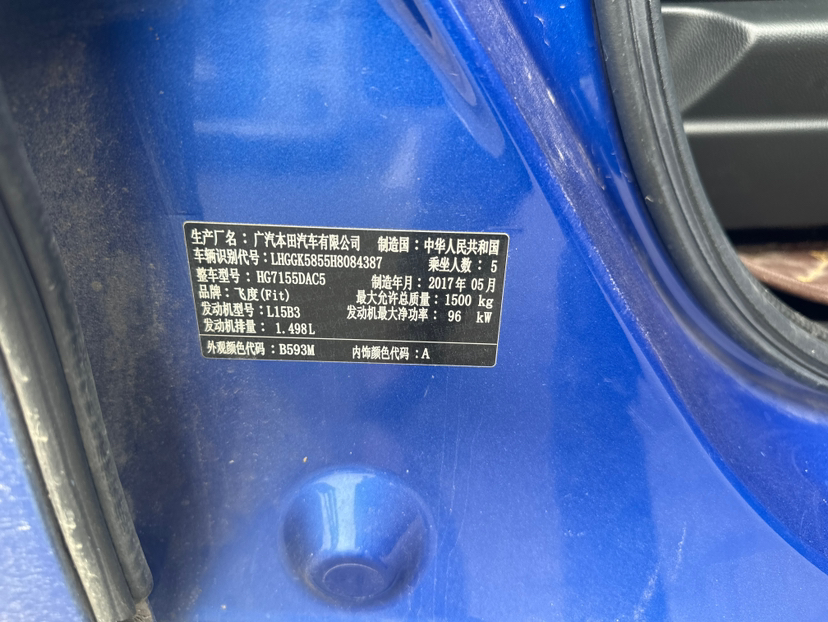 生产厂名：广汽本田汽车有限公司 制造国：中华人民共和国
车辆识别代号：LHGGK5855H8084387 乘坐人数：5
整车型号：HG7155DAC5 制造年月：2017年05月
品牌：飞度(Fit) 最大允许总质量：1500 kg
发动机型号：L15B3 发动机最大净功率：96 kW
发动机排量：1.498L
外观颜色代码：B593M 内饰颜色代码：A